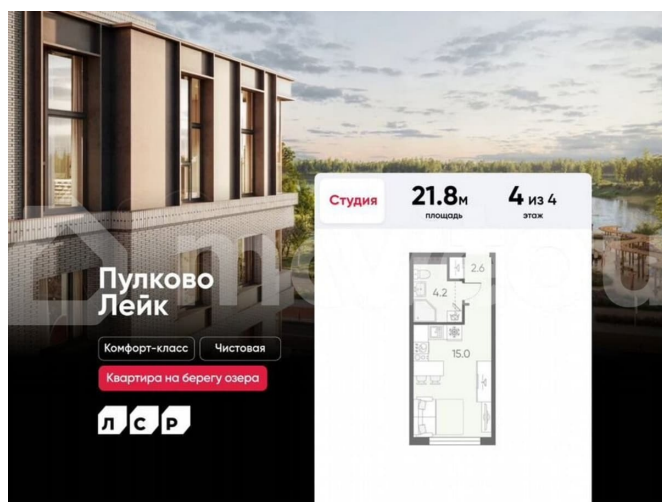 Студия
21.8м
площадь
4 из 4
этаж
Пулково
Лейк
Комфорт-класс
Чистовая
Квартира на берегу озера
ЛСР
2.6
4.2
15.0